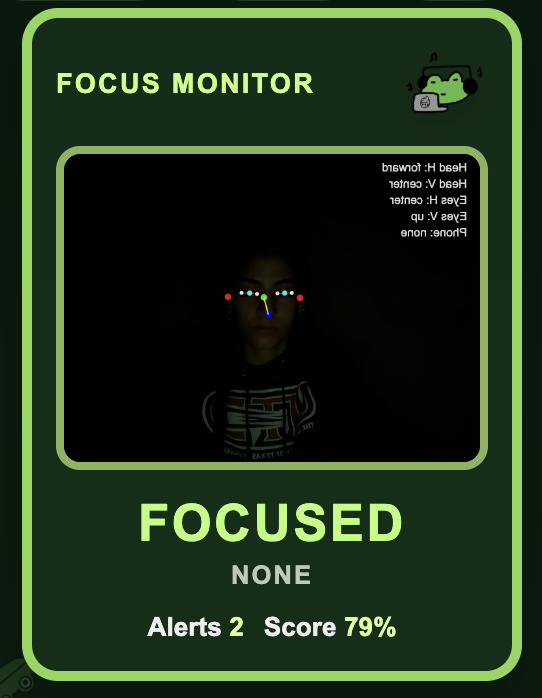 FOCUS MONITOR
Head H: forward
Head V: center
Eyes H: center
Eyes V: up
Phone: none
FOCUSED
NONE
Alerts 2 Score 79%